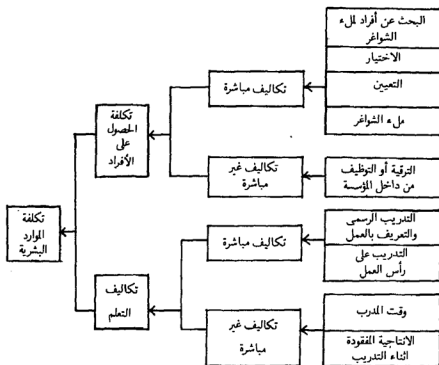 البحث عن أفراد لملء
الشواغر
الاختيار
التعيين
ملء الشواغر
تكاليف مباشرة
تكلفة
الحصول
على
الأفراد
الترقية أو التوظيف
من داخل المؤسسة
تكاليف غير
مباشرة
تكلفة
الموارد
البشرية
التدريب الرسمى
والتعريف بالعمل
التدريب على
رأس العمل
تكاليف مباشرة
تكاليف
التعلم
وقت المدرب
الانتاجية المفقودة
اثناء التدريب
تكاليف غير
مباشرة